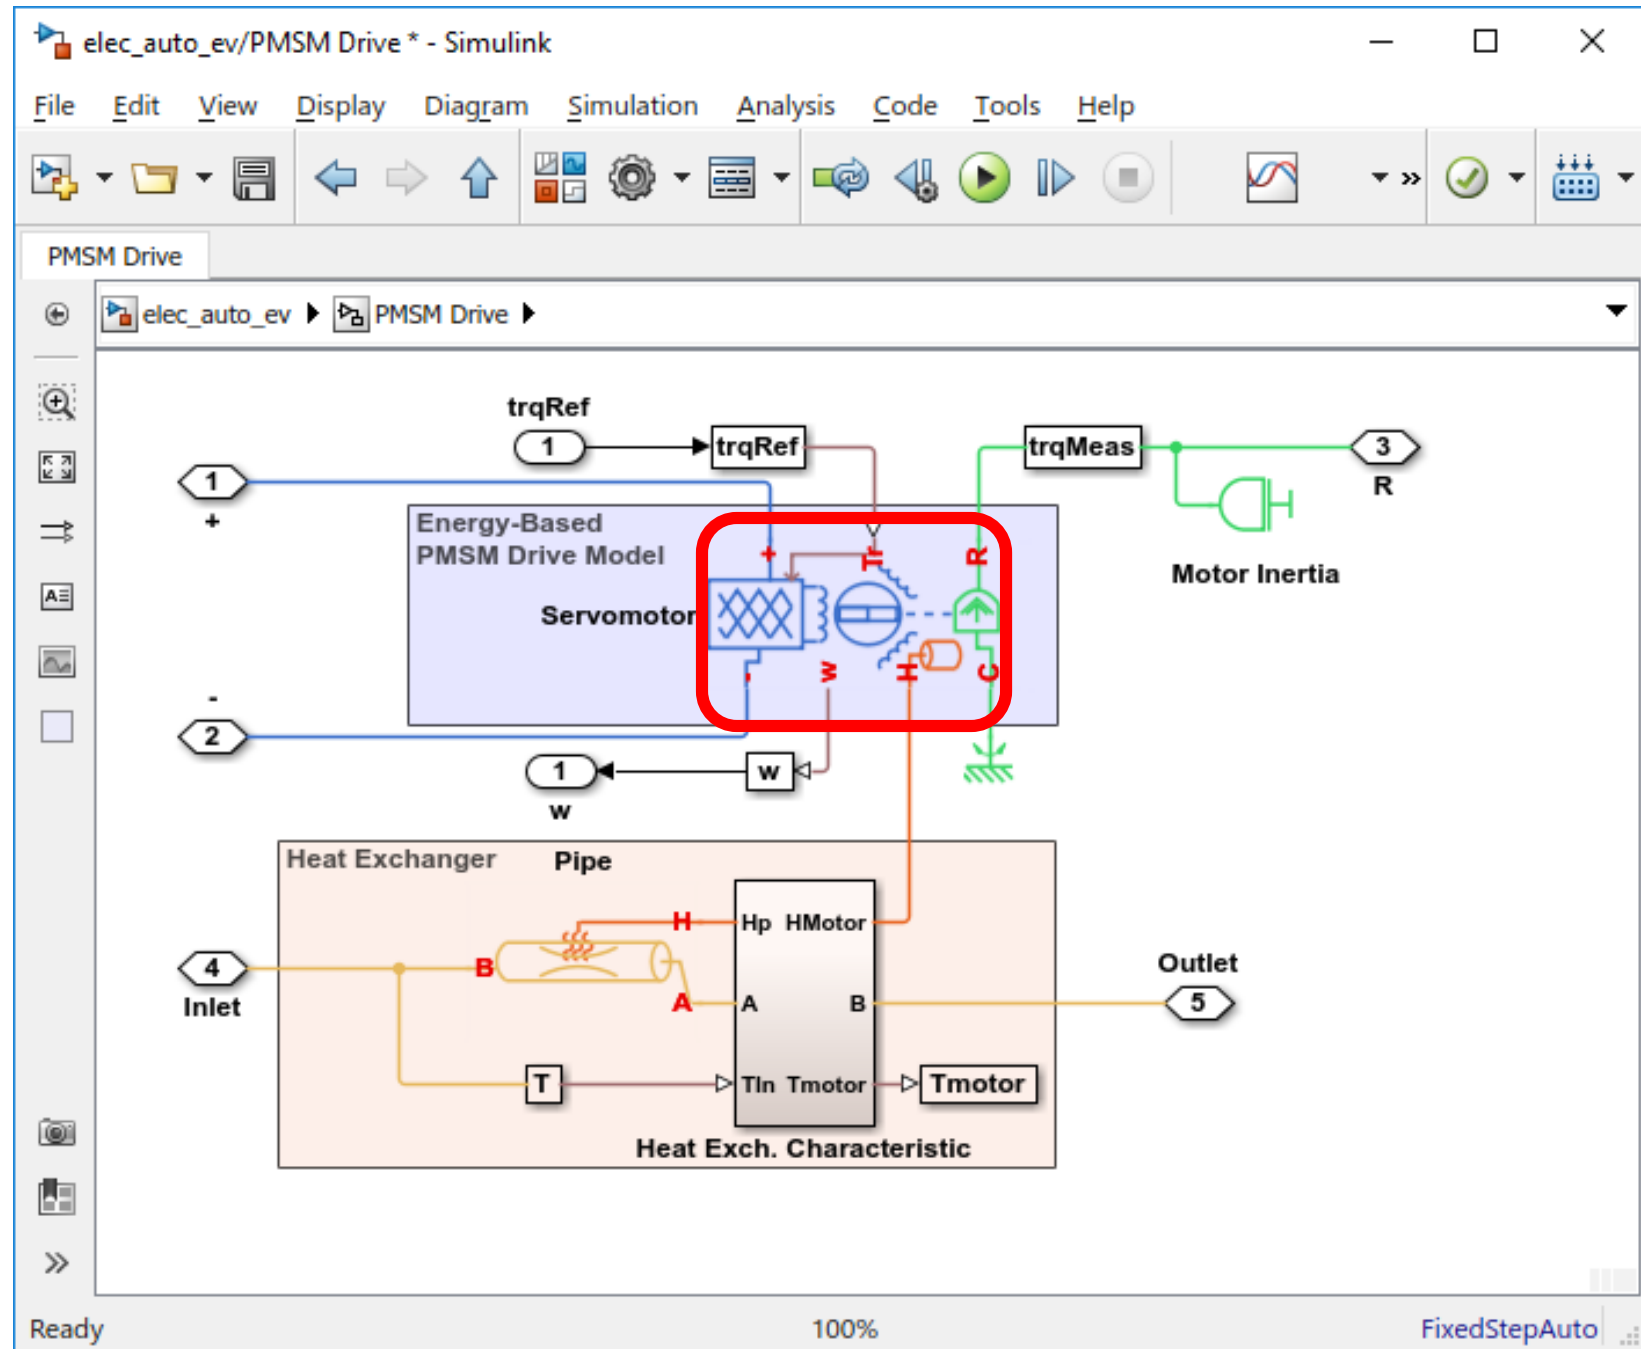 elec_auto_ev/PMSM Drive * - Simulink
File Edit View Display Diagram Simulation Analysis Code Tools Help
PMSM Drive
elec_auto_ev PMSM Drive
trqRef
1 trqRef trqMeas 3
R
1
+
Energy-Based
PMSM Drive Model
+ Tr R
Motor Inertia
Servomotor
- w H C
-
2
1 w
w
Heat Exchanger Pipe
H Hp HMotor
4 B
Inlet
A A B
Outlet
5
T TIn Tmotor Tmotor
Heat Exch. Characteristic
Ready 100% FixedStepAuto